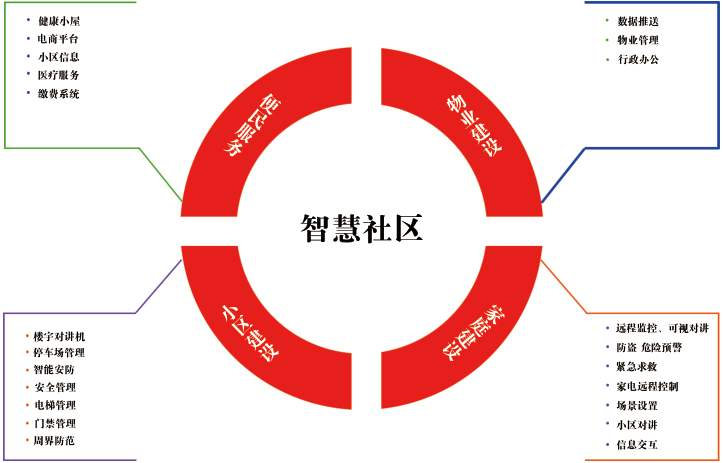 健康小屋
电商平台
小区信息
医疗服务
缴费系统
数据推送
物业管理
行政办公
便民服务
物业建设
智慧社区
小区建设
家庭建设
楼宇对讲机
停车场管理
智能安防
安全管理
电梯管理
门禁管理
周界防范
远程监控、可视对讲
防盗 危险预警
紧急求救
家电远程控制
场景设置
小区对讲
信息交互